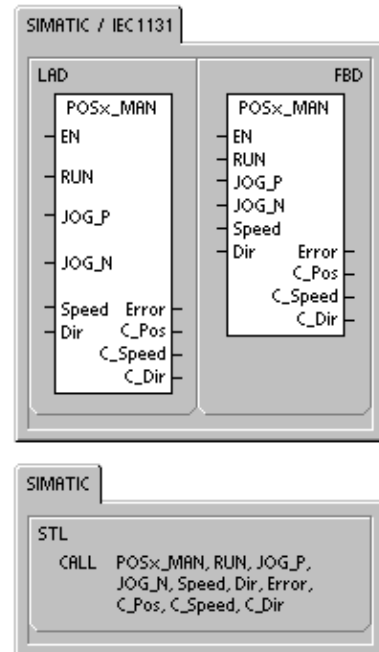 SIMATIC / IEC 1131
LAD
POSx_MAN
EN
RUN
JOG_P
JOG_N
Speed Error
Dir C_Pos
C_Speed
C_Dir
FBD
POSx_MAN
EN
RUN
JOG_P
JOG_N
Speed
Dir Error
C_Pos
C_Speed
C_Dir
SIMATIC
STL
CALL POSx_MAN, RUN, JOG_P,
JOG_N, Speed, Dir, Error,
C_Pos, C_Speed, C_Dir